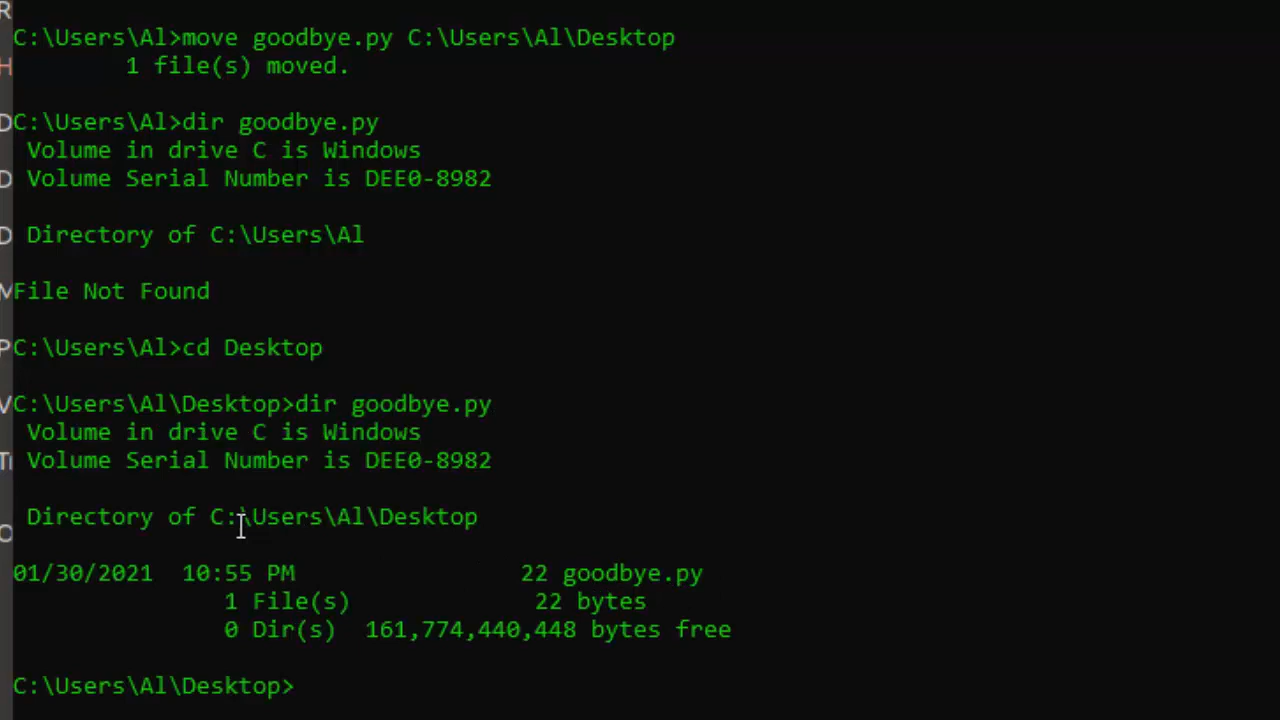 R
C:\Users\Al>move goodbye.py C:\Users\Al\Desktop
H 1 file(s) moved.
D C:\Users\Al>dir goodbye.py
Volume in drive C is Windows
D Volume Serial Number is DEE0-8982
D Directory of C:\Users\Al
M File Not Found
P C:\Users\Al>cd Desktop
V C:\Users\Al\Desktop>dir goodbye.py
Volume in drive C is Windows
Volume Serial Number is DEE0-8982
Directory of C:\Users\Al\Desktop
01/30/2021  10:55 PM                22 goodbye.py
1 File(s)             22 bytes
0 Dir(s)  161,774,440,448 bytes free
C:\Users\Al\Desktop>